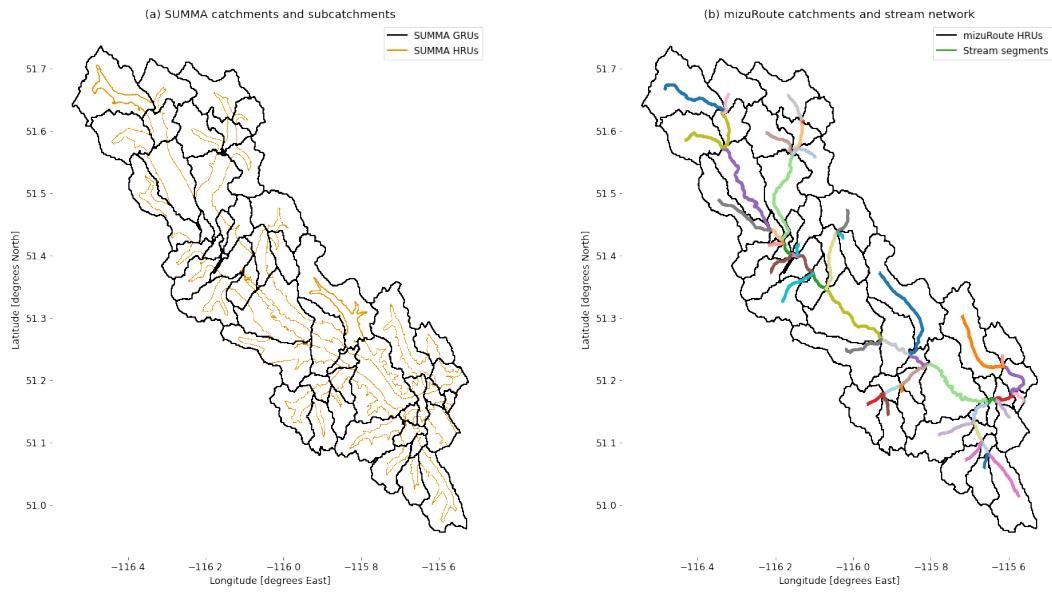 (a) SUMMA catchments and subcatchments
SUMMA GRUs
SUMMA HRUs
51.7
51.6
51.5
51.4
51.3
51.2
51.1
51.0
Latitude [degrees North]
−116.4
−116.2
−116.0
−115.8
−115.6
Longitude [degrees East]
(b) mizuRoute catchments and stream network
mizuRoute HRUs
Stream segments
51.7
51.6
51.5
51.4
51.3
51.2
51.1
51.0
Latitude [degrees North]
−116.4
−116.2
−116.0
−115.8
−115.6
Longitude [degrees East]